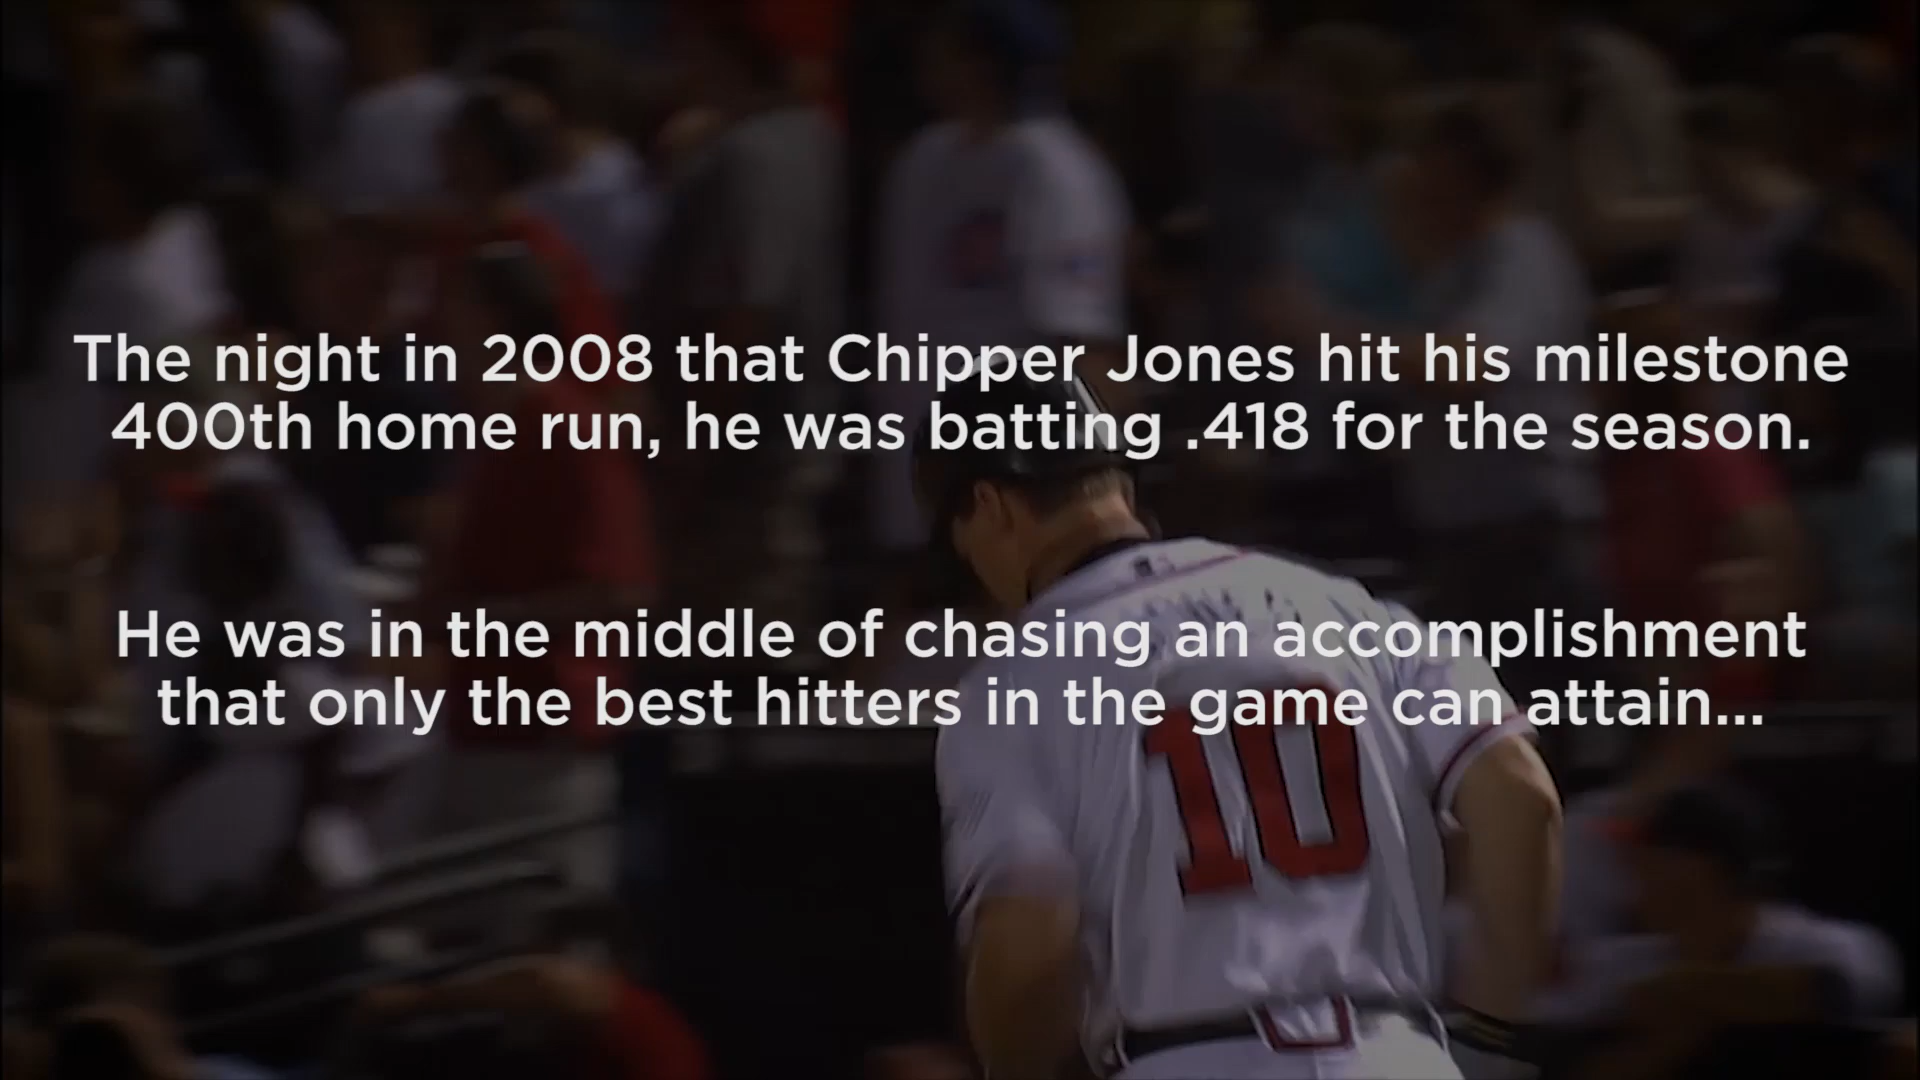 The night in 2008 that Chipper Jones hit his milestone
400th home run, he was batting .418 for the season.
He was in the middle of chasing an accomplishment
that only the best hitters in the game can attain...
10